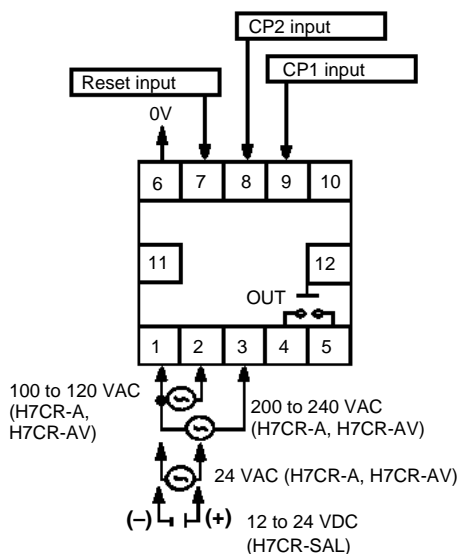 CP2 input
CP1 input
Reset input
0V
6 7 8 9 10
11 12
OUT
1 2 3 4 5
100 to 120 VAC
(H7CR-A,
H7CR-AV)
200 to 240 VAC
(H7CR-A, H7CR-AV)
24 VAC (H7CR-A, H7CR-AV)
(–) (+) 12 to 24 VDC
(H7CR-SAL)